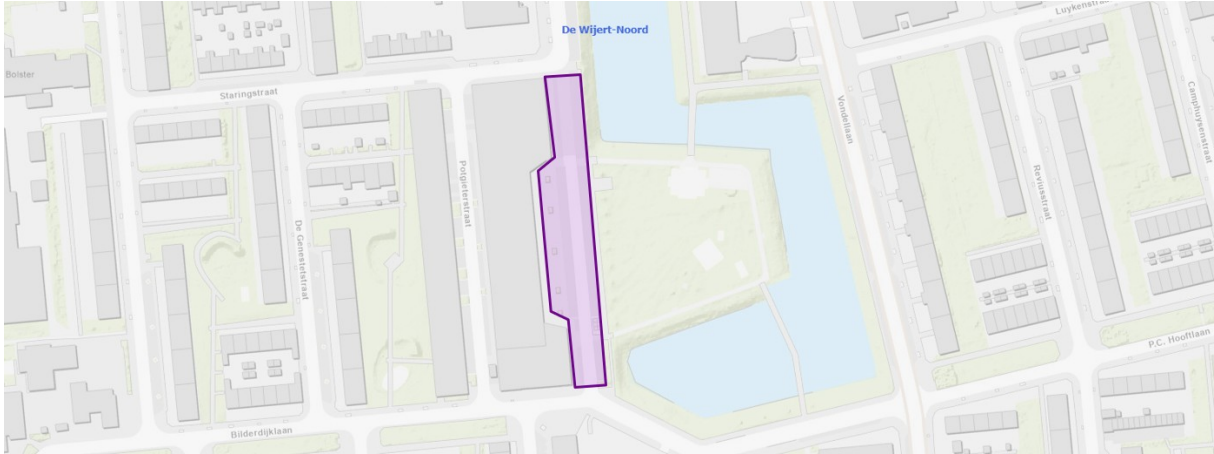 De Wijert-Noord
Luykenstraat
Bolster
Staringstraat
Vondellaan
Camphuysenstraat
Potgieterstraat
Reviusstraat
De Genestetstraat
P.C. Hooftlaan
Bilderdijklaan